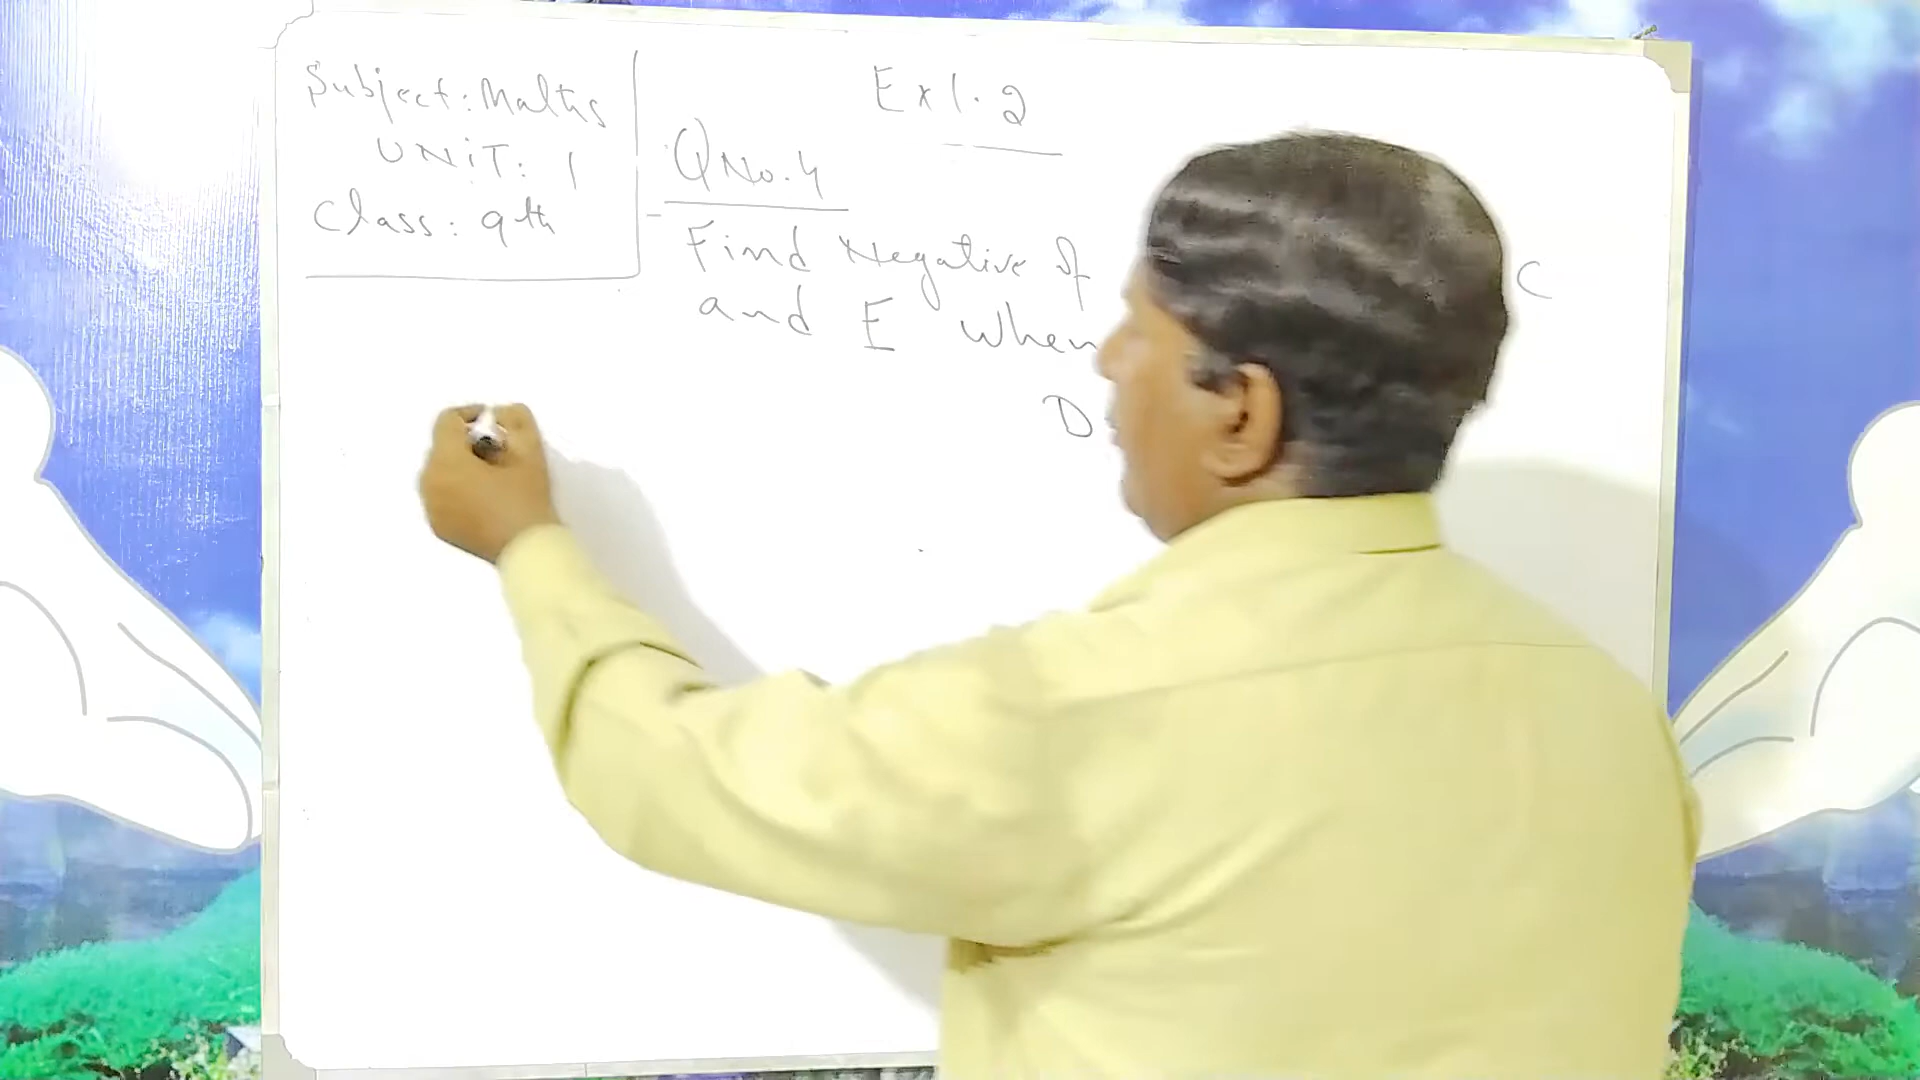 Subject: Maths
UNIT: 1
Class: 9th
Ex 1.2
Q No. 4
Find Negative of C
and E when
D